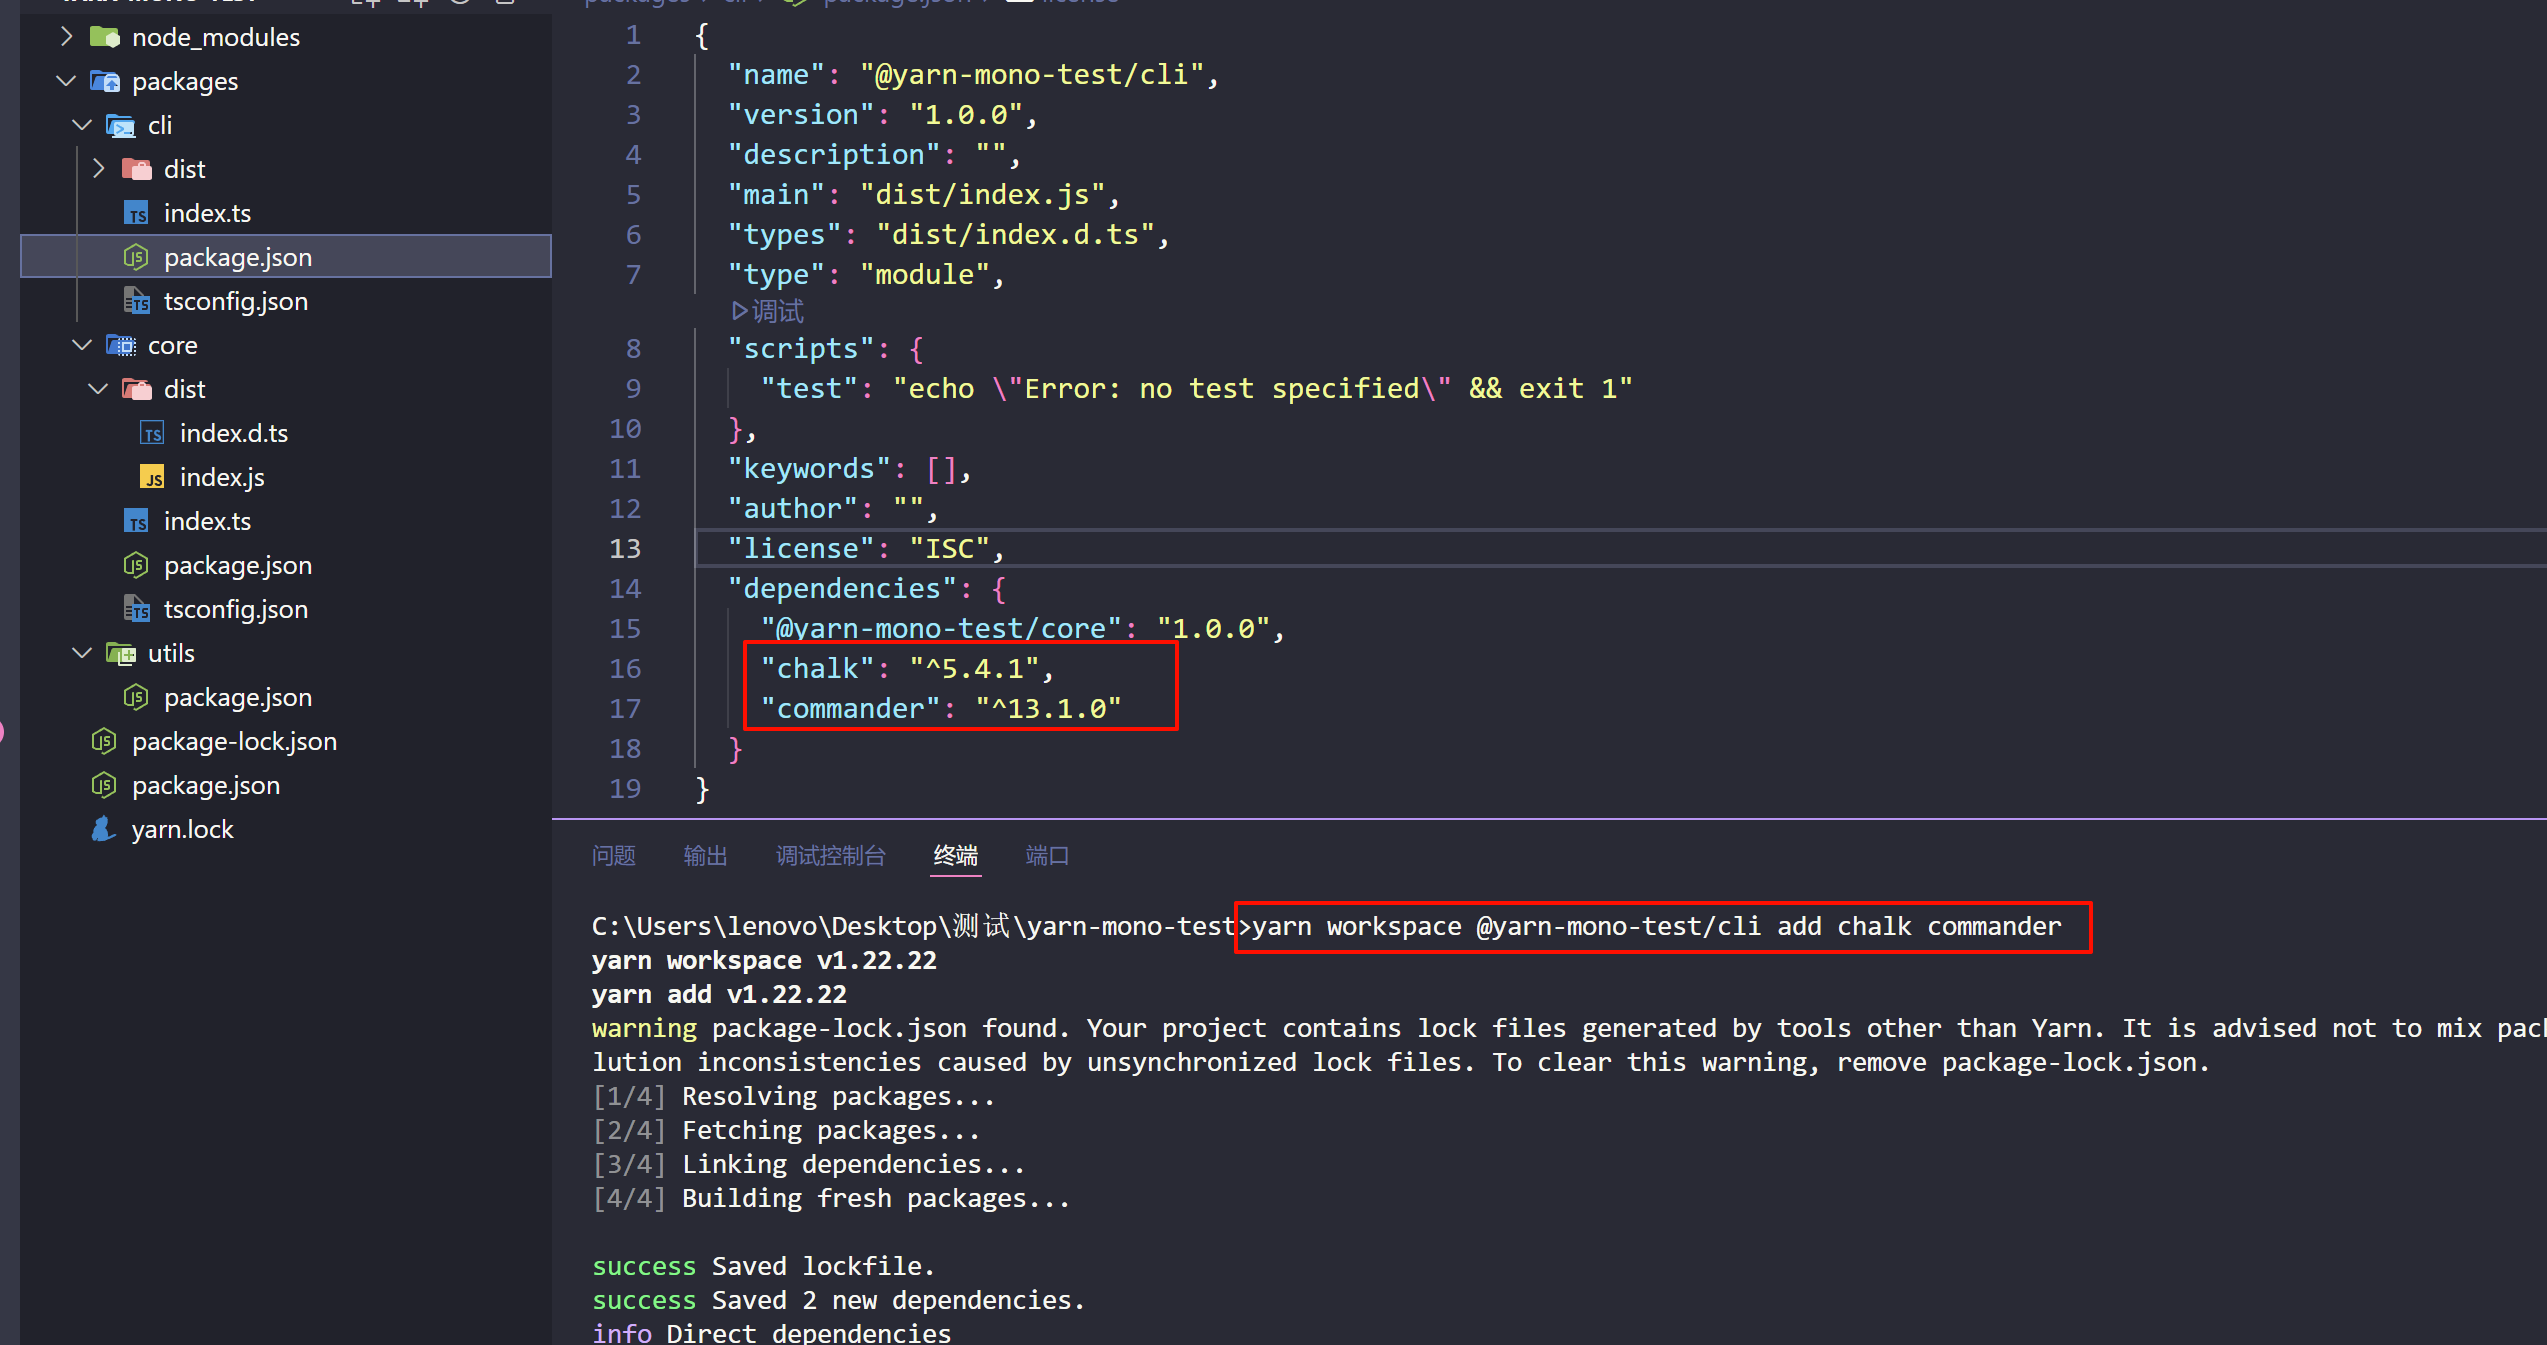 node_modules
packages
cli
dist
index.ts
package.json
tsconfig.json
core
dist
index.d.ts
index.js
index.ts
package.json
tsconfig.json
utils
package.json
package-lock.json
package.json
yarn.lock
1 {
2 "name": "@yarn-mono-test/cli",
3 "version": "1.0.0",
4 "description": "",
5 "main": "dist/index.js",
6 "types": "dist/index.d.ts",
7 "type": "module",
调试
8 "scripts": {
9 "test": "echo \"Error: no test specified\" && exit 1"
10 },
11 "keywords": [],
12 "author": "",
13 "license": "ISC",
14 "dependencies": {
15 "@yarn-mono-test/core": "1.0.0",
16 "chalk": "^5.4.1",
17 "commander": "^13.1.0"
18 }
19 }
问题 输出 调试控制台 终端 端口
C:\Users\lenovo\Desktop\测试\yarn-mono-test>yarn workspace @yarn-mono-test/cli add chalk commander
yarn workspace v1.22.22
yarn add v1.22.22
warning package-lock.json found. Your project contains lock files generated by tools other than Yarn. It is advised not to mix pac
lution inconsistencies caused by unsynchronized lock files. To clear this warning, remove package-lock.json.
[1/4] Resolving packages...
[2/4] Fetching packages...
[3/4] Linking dependencies...
[4/4] Building fresh packages...
success Saved lockfile.
success Saved 2 new dependencies.
info Direct dependencies